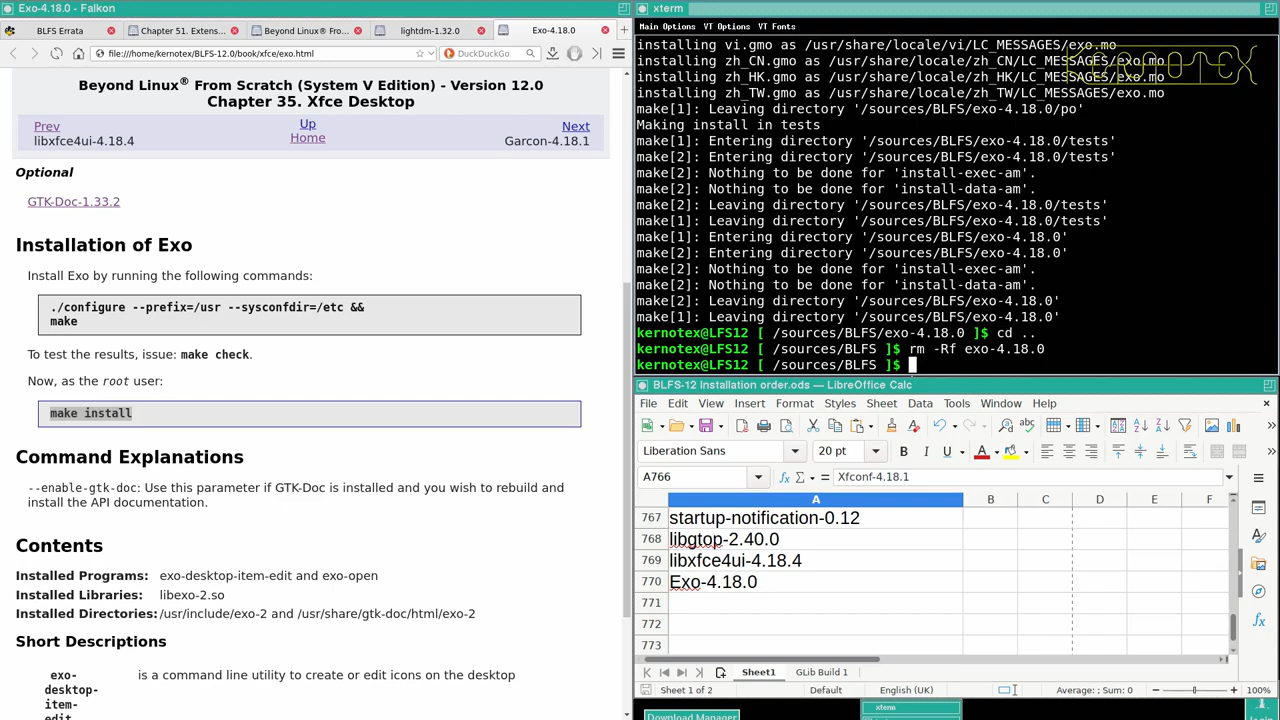 Exo-4.18.0 - Falkon
BLFS Errata
Chapter 51. Extens...
Beyond Linux® Fro...
lightdm-1.32.0
Exo-4.18.0
file:///home/kernotex/BLFS-12.0/book/xfce/exo.html
DuckDuckGo
Beyond Linux® From Scratch (System V Edition) - Version 12.0
Chapter 35. Xfce Desktop
Prev
Up
Next
libxfce4ui-4.18.4
Home
Garcon-4.18.1
Optional
GTK-Doc-1.33.2
Installation of Exo
Install Exo by running the following commands:
./configure --prefix=/usr --sysconfdir=/etc &&
make
To test the results, issue: make check.
Now, as the root user:
make install
Command Explanations
--enable-gtk-doc: Use this parameter if GTK-Doc is installed and you wish to rebuild and
install the API documentation.
Contents
Installed Programs: exo-desktop-item-edit and exo-open
Installed Libraries: libexo-2.so
Installed Directories: /usr/include/exo-2 and /usr/share/gtk-doc/html/exo-2
Short Descriptions
exo-
desktop-
item-
edit
is a command line utility to create or edit icons on the desktop
xterm
Main Options VT Options VT Fonts
installing vi.gmo as /usr/share/locale/vi/LC_MESSAGES/exo.mo
installing zh_CN.gmo as /usr/share/locale/zh_CN/LC_MESSAGES/exo.mo
installing zh_HK.gmo as /usr/share/locale/zh_HK/LC_MESSAGES/exo.mo
installing zh_TW.gmo as /usr/share/locale/zh_TW/LC_MESSAGES/exo.mo
make[1]: Leaving directory '/sources/BLFS/exo-4.18.0/po'
Making install in tests
make[1]: Entering directory '/sources/BLFS/exo-4.18.0/tests'
make[2]: Entering directory '/sources/BLFS/exo-4.18.0/tests'
make[2]: Nothing to be done for 'install-exec-am'.
make[2]: Nothing to be done for 'install-data-am'.
make[2]: Leaving directory '/sources/BLFS/exo-4.18.0/tests'
make[1]: Leaving directory '/sources/BLFS/exo-4.18.0/tests'
make[1]: Entering directory '/sources/BLFS/exo-4.18.0'
make[2]: Entering directory '/sources/BLFS/exo-4.18.0'
make[2]: Nothing to be done for 'install-exec-am'.
make[2]: Nothing to be done for 'install-data-am'.
make[2]: Leaving directory '/sources/BLFS/exo-4.18.0'
make[1]: Leaving directory '/sources/BLFS/exo-4.18.0'
kernotex@LFS12 [ /sources/BLFS/exo-4.18.0 ]$ cd ..
kernotex@LFS12 [ /sources/BLFS ]$ rm -Rf exo-4.18.0
kernotex@LFS12 [ /sources/BLFS ]$
KERNOTEX
BLFS-12 Installation order.ods — LibreOffice Calc
File Edit View Insert Format Styles Sheet Data Tools Window Help
Liberation Sans
20 pt
A766
Xfconf-4.18.1
A B C D E F
767 startup-notification-0.12
768 libgtop-2.40.0
769 libxfce4ui-4.18.4
770 Exo-4.18.0
771
772
773
Sheet1
GLib Build 1
Sheet 1 of 2
Default
English (UK)
Average: ; Sum: 0
100%
Download Manager
xterm